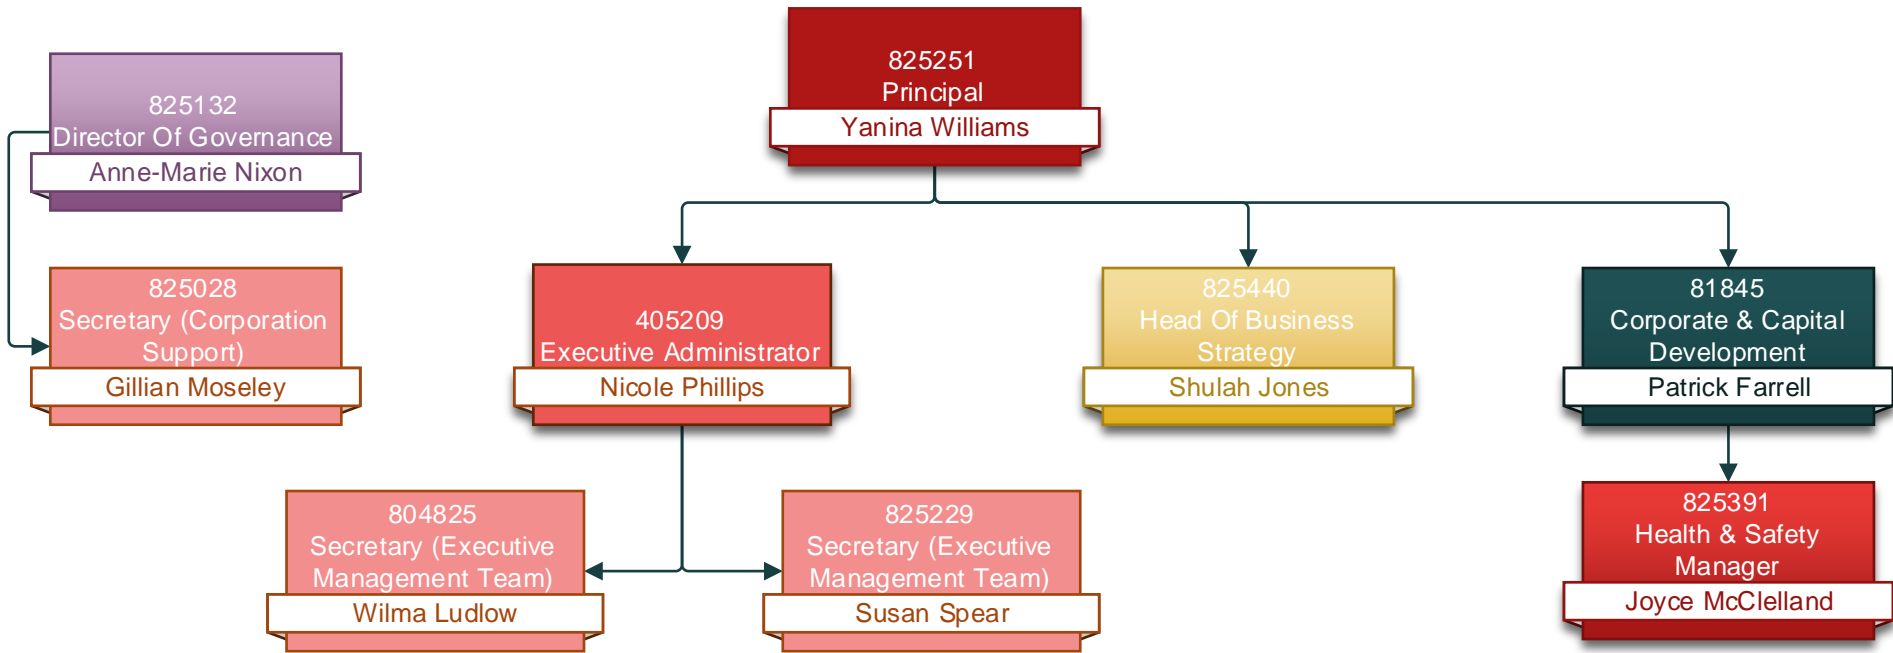 825251
Principal
Yanina Williams
825132
Director Of Governance
Anne-Marie Nixon
825028
Secretary (Corporation
Support)
Gillian Moseley
405209
Executive Administrator
Nicole Phillips
825440
Head Of Business
Strategy
Shulah Jones
81845
Corporate & Capital
Development
Patrick Farrell
804825
Secretary (Executive
Management Team)
Wilma Ludlow
825229
Secretary (Executive
Management Team)
Susan Spear
825391
Health & Safety
Manager
Joyce McClelland